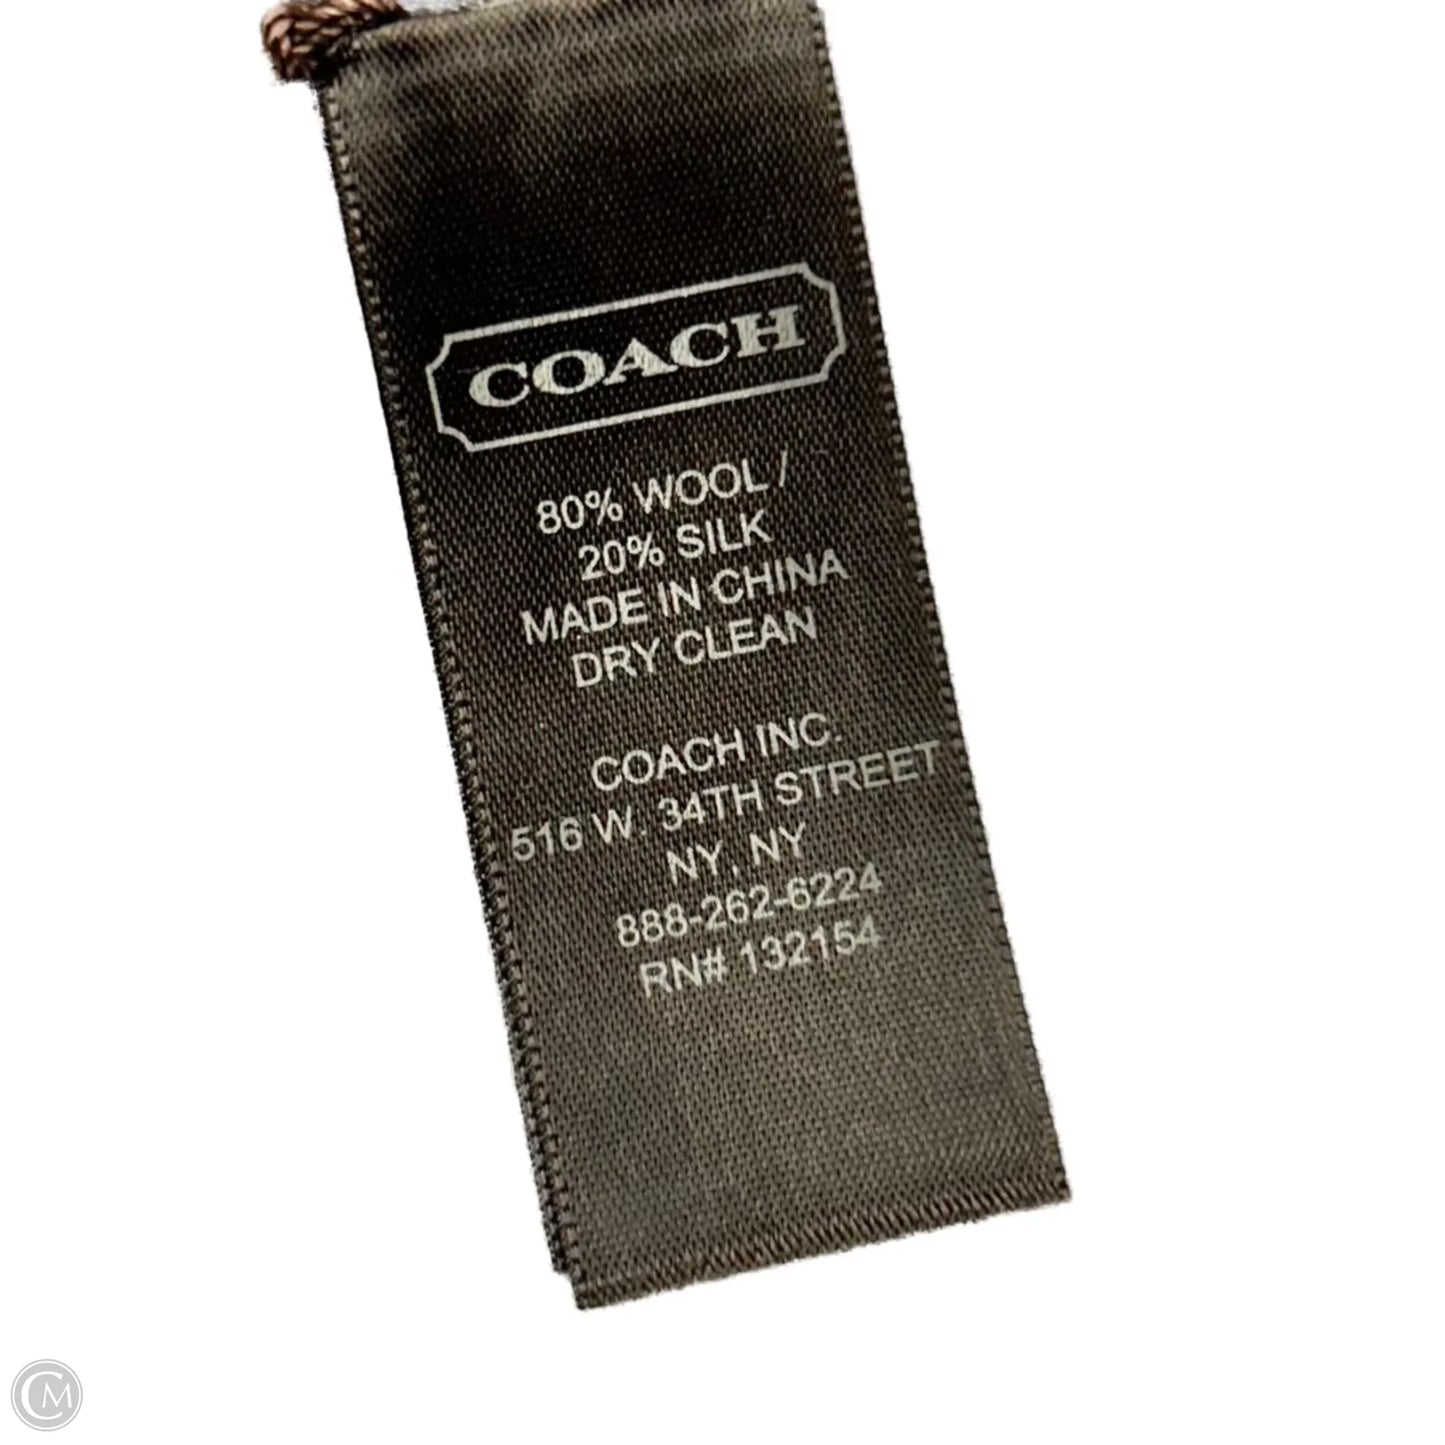 COACH
80% WOOL /
20% SILK
MADE IN CHINA
DRY CLEAN
COACH INC.
516 W. 34TH STREET
NY, NY
888-262-6224
RN# 132154
CM